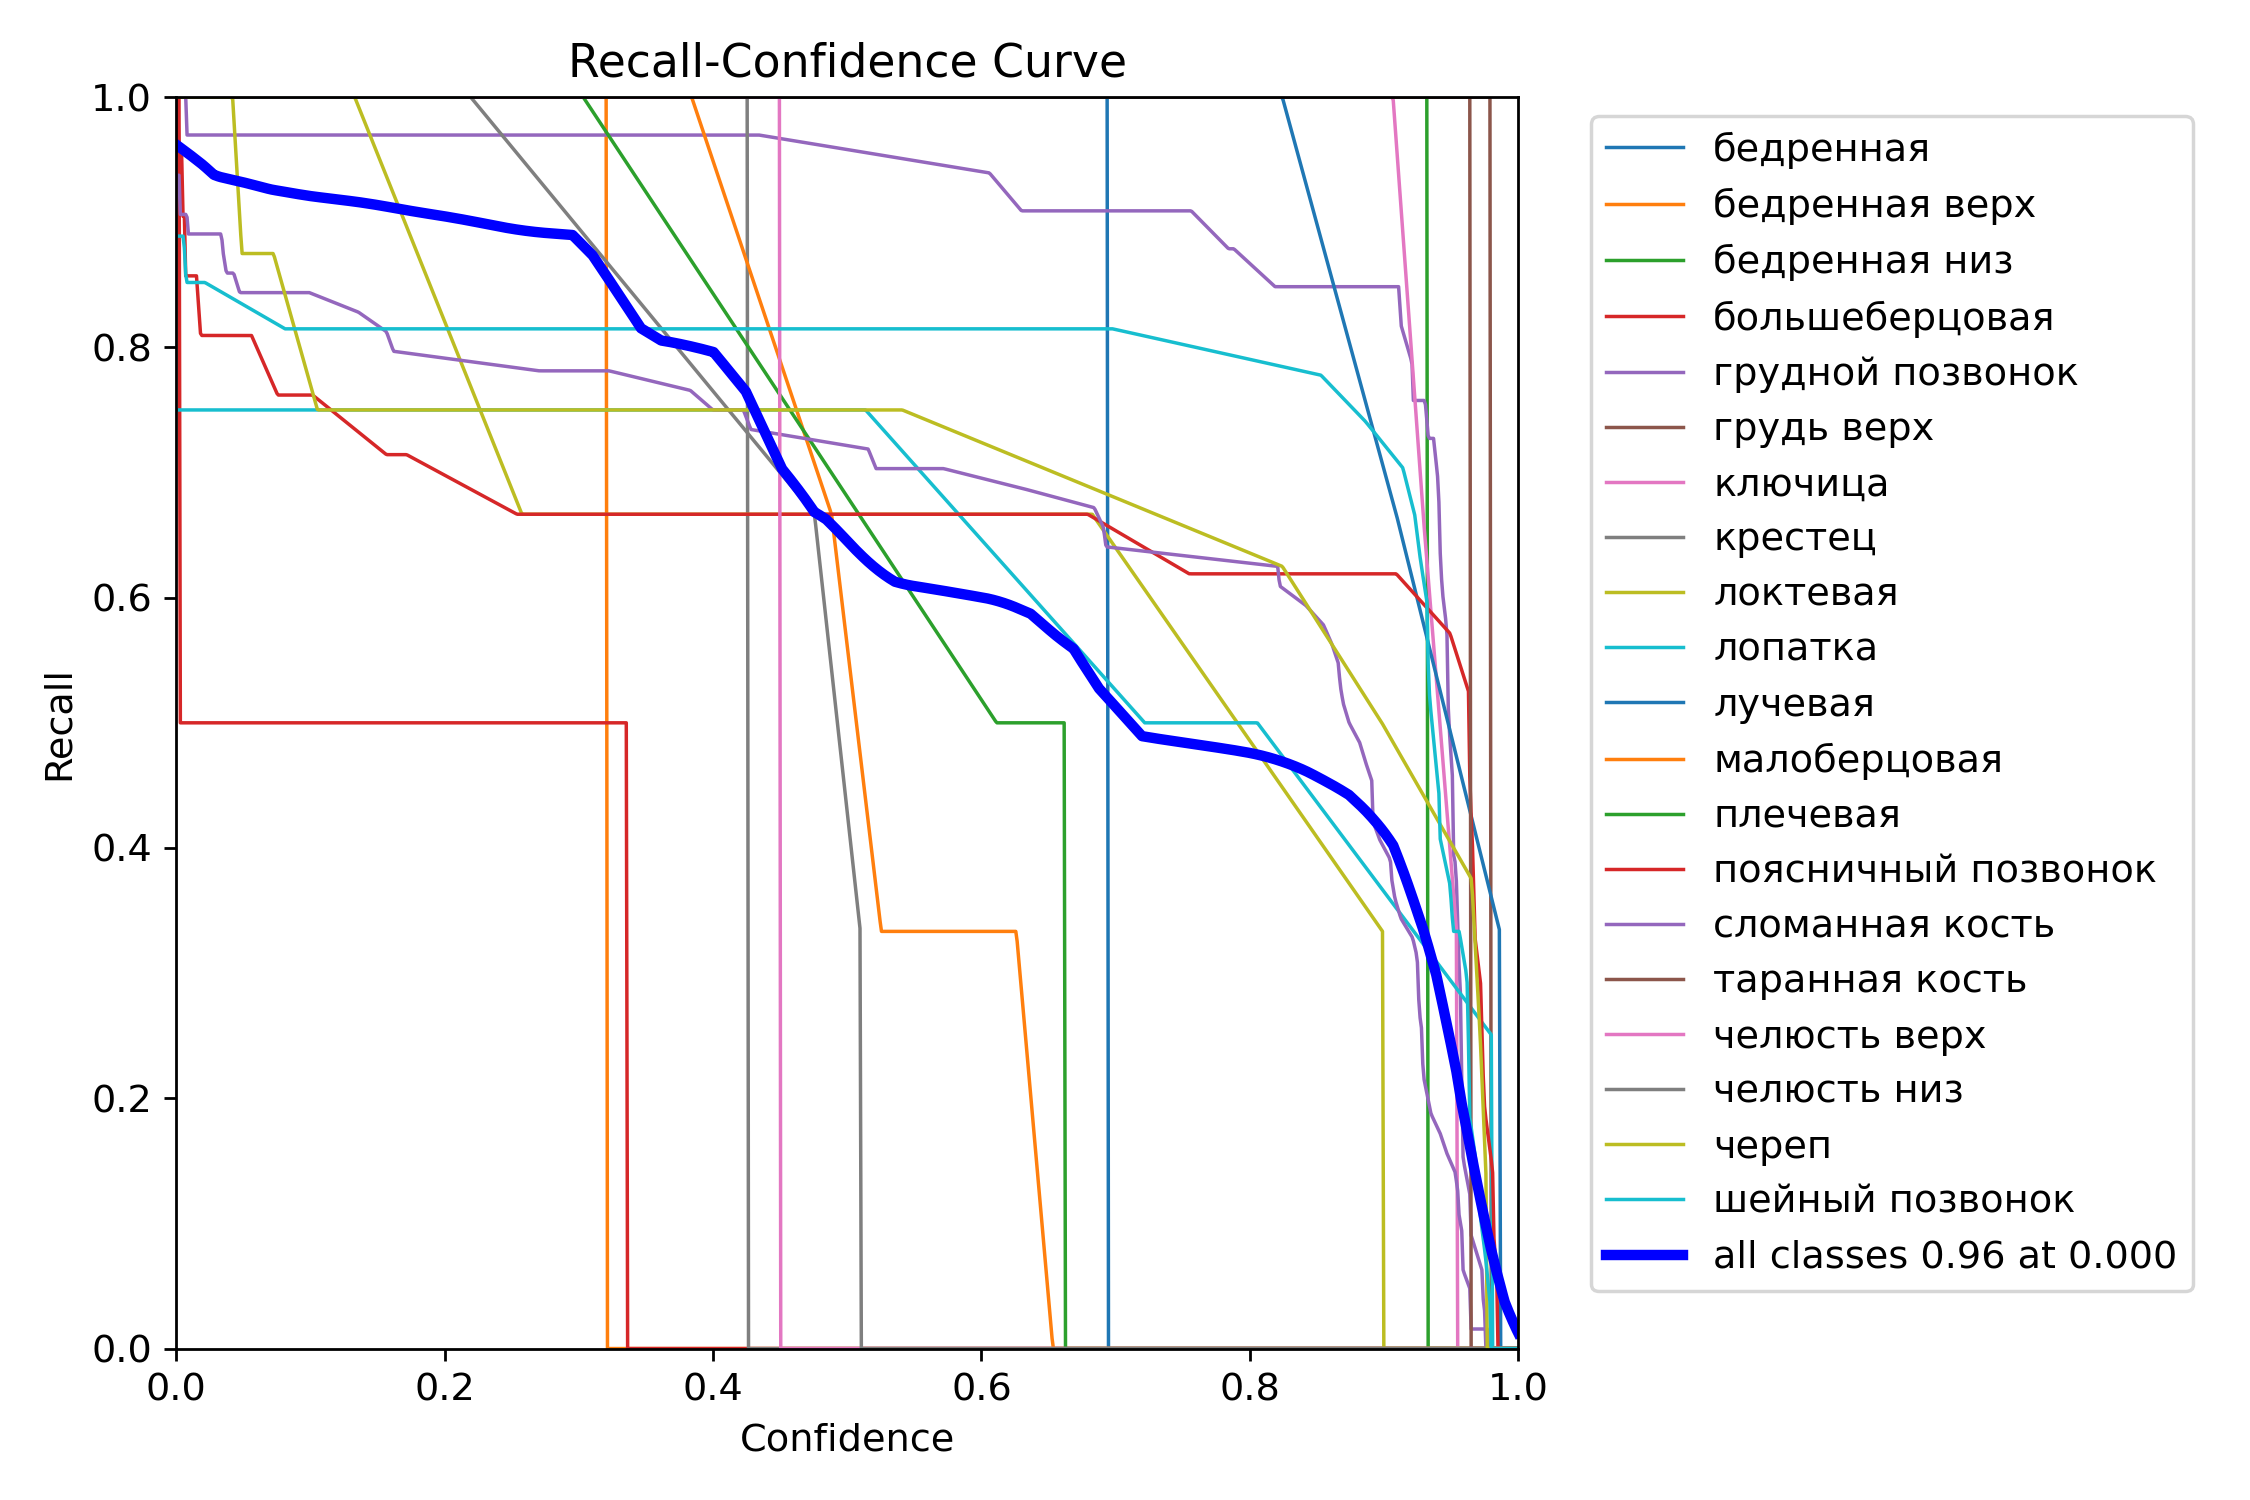 Recall-Confidence Curve
1.0
0.8
0.6
0.4
0.2
0.0
Recall
0.0 0.2 0.4 0.6 0.8 1.0
Confidence
бедренная
бедренная верх
бедренная низ
большеберцовая
грудной позвонок
грудь верх
ключица
крестец
локтевая
лопатка
лучевая
малоберцовая
плечевая
поясничный позвонок
сломанная кость
таранная кость
челюсть верх
челюсть низ
череп
шейный позвонок
all classes 0.96 at 0.000